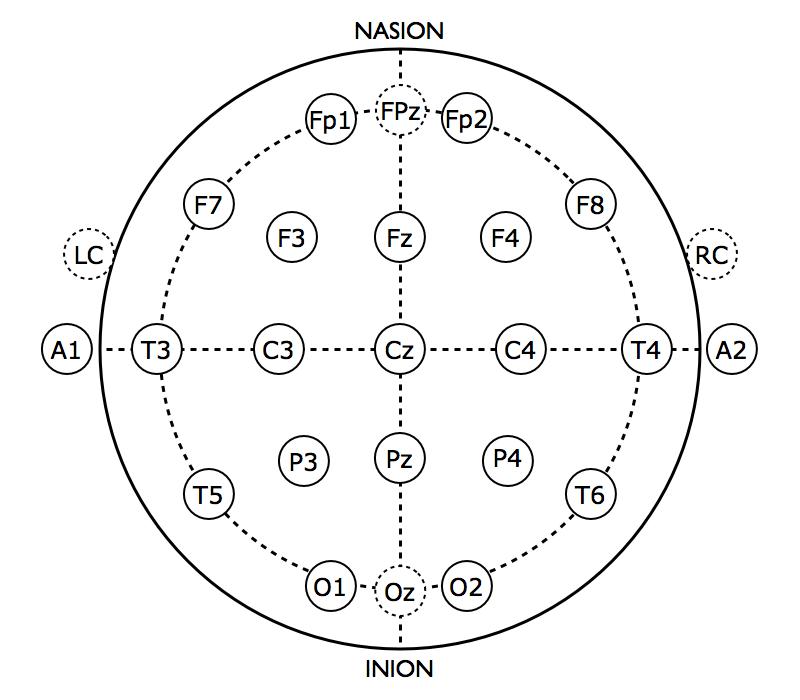 NASION
Fp1 FPz Fp2
F7 F8
F3 Fz F4
LC RC
A1 T3 C3 Cz C4 T4 A2
P3 Pz P4
T5 T6
O1 Oz O2
INION